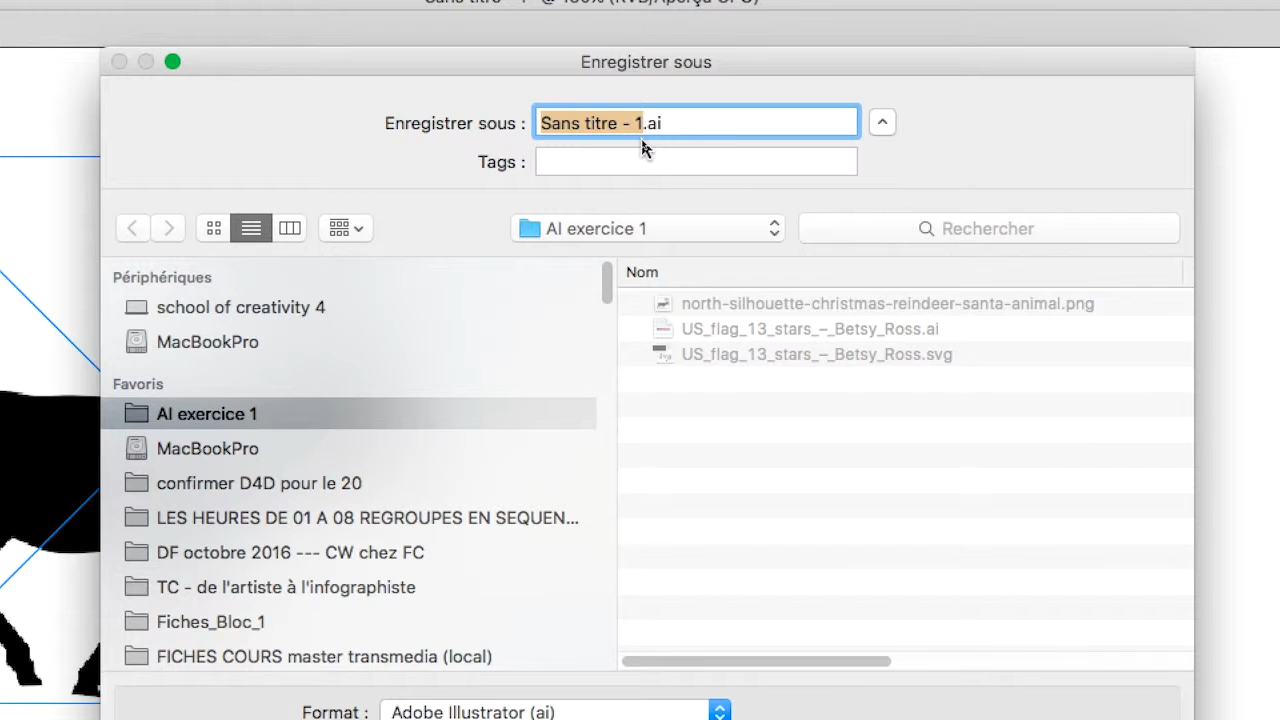 Enregistrer sous
Enregistrer sous :
Sans titre - 1.ai
Tags :
AI exercice 1
Rechercher
Périphériques
school of creativity 4
MacBookPro
Favoris
AI exercice 1
MacBookPro
confirmer D4D pour le 20
LES HEURES DE 01 A 08 REGROUPES EN SEQUEN...
DF octobre 2016 --- CW chez FC
TC - de l'artiste à l'infographiste
Fiches_Bloc_1
FICHES COURS master transmedia (local)
Nom
north-silhouette-christmas-reindeer-santa-animal.png
US_flag_13_stars_–_Betsy_Ross.ai
US_flag_13_stars_–_Betsy_Ross.svg
Format :
Adobe Illustrator (ai)